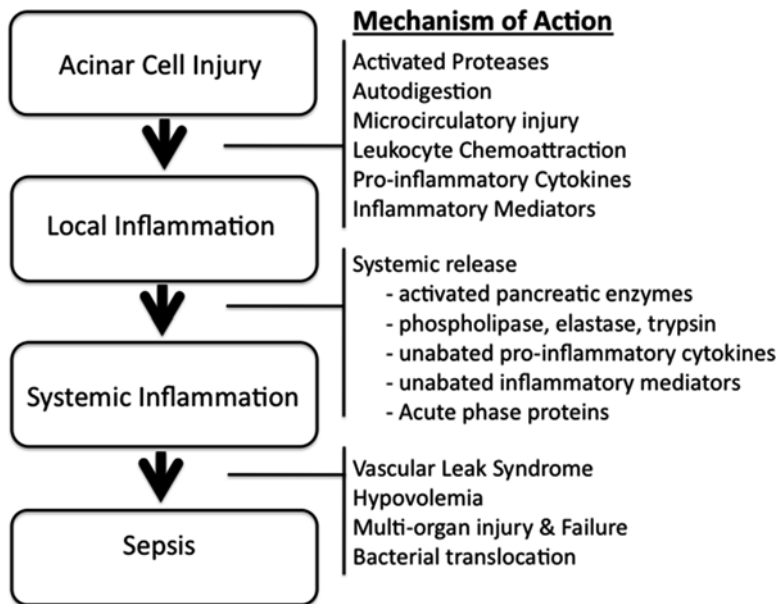 Mechanism of Action
Acinar Cell Injury
Activated Proteases
Autodigestion
Microcirculatory injury
Leukocyte Chemoattraction
Pro-inflammatory Cytokines
Inflammatory Mediators
Local Inflammation
Systemic release
- activated pancreatic enzymes
- phospholipase, elastase, trypsin
- unabated pro-inflammatory cytokines
- unabated inflammatory mediators
- Acute phase proteins
Systemic Inflammation
Vascular Leak Syndrome
Hypovolemia
Multi-organ injury & Failure
Bacterial translocation
Sepsis